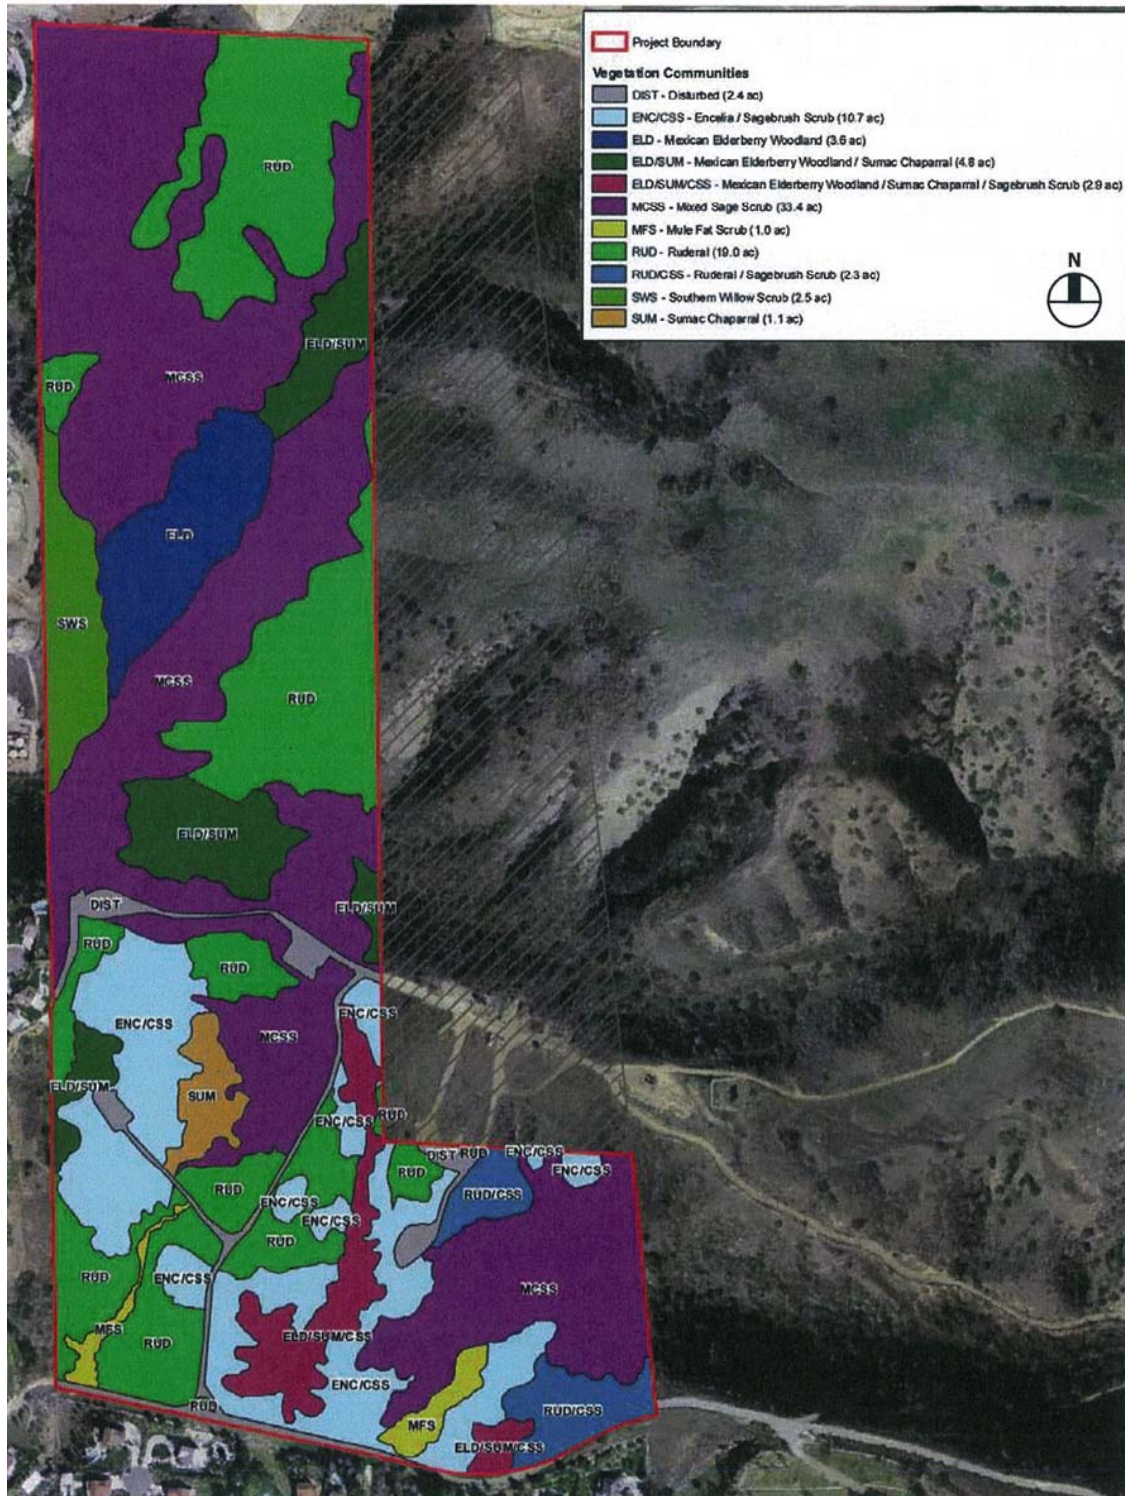 Project Boundary
Vegetation Communities
DIST - Disturbed (2.4 ac)
ENC/CSS - Encelia / Sagebrush Scrub (10.7 ac)
ELD - Mexican Elderberry Woodland (3.6 ac)
ELD/SUM - Mexican Elderberry Woodland / Sumac Chaparral (4.8 ac)
ELD/SUM/CSS - Mexican Elderberry Woodland / Sumac Chaparral / Sagebrush Scrub (2.9 ac)
MCSS - Mixed Sage Scrub (33.4 ac)
MFS - Mule Fat Scrub (1.0 ac)
RUD - Ruderal (19.0 ac)
RUD/CSS - Ruderal / Sagebrush Scrub (2.3 ac)
SWS - Southern Willow Scrub (2.5 ac)
SUM - Sumac Chaparral (1.1 ac)
N
RUD
ELD/SUM
MCSS
RUD
ELD
SWS
MCSS
RUD
ELD/SUM
DIST
ELD/SUM
RUD
RUD
ENC/CSS
ENC/CSS
MCSS
ELD/SUM
SUM
ENC/CSS
RUD
DIST
RUD
ENC/CSS
RUD
ENC/CSS
RUD
ENC/CSS
RUD/CSS
ENC/CSS
RUD
RUD
ENC/CSS
MCSS
MFS
RUD
ELD/SUM/CSS
ENC/CSS
RUD
MFS
RUD/CSS
ELD/SUM/CSS